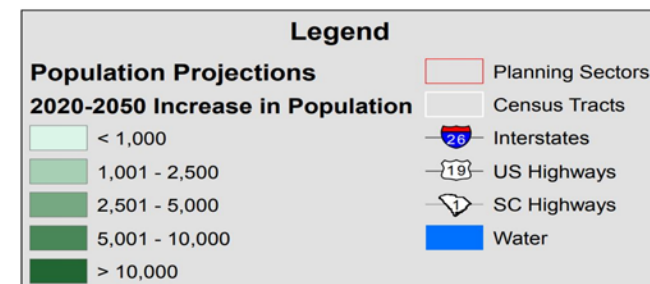 Legend
Population Projections
2020-2050 Increase in Population
< 1,000
1,001 - 2,500
2,501 - 5,000
5,001 - 10,000
> 10,000
Planning Sectors
Census Tracts
26 Interstates
19 US Highways
1 SC Highways
Water